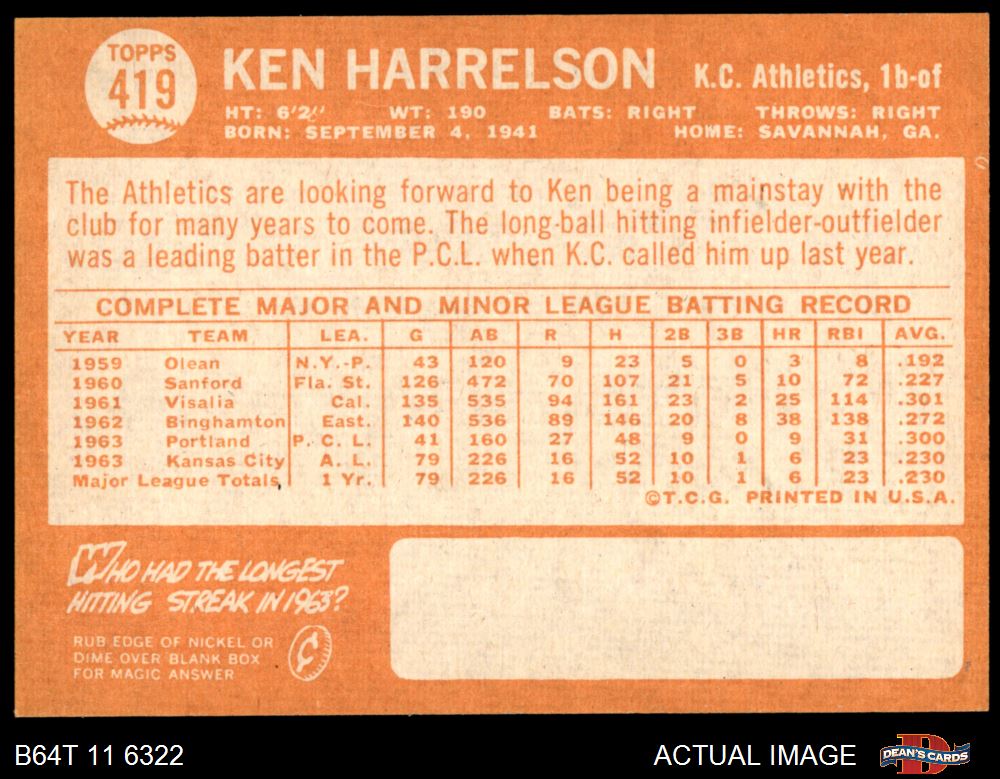 TOPPS
419
KEN HARRELSON
K.C. Athletics, 1b-of
HT: 6'2" WT: 190 BATS: RIGHT THROWS: RIGHT
BORN: SEPTEMBER 4, 1941 HOME: SAVANNAH, GA.
The Athletics are looking forward to Ken being a mainstay with the
club for many years to come. The long-ball hitting infielder-outfielder
was a leading batter in the P.C.L. when K.C. called him up last year.
COMPLETE MAJOR AND MINOR LEAGUE BATTING RECORD
YEAR TEAM LEA. G AB R H 2B 3B HR RBI AVG.
1959 Olean N.Y.-P. 43 120 9 23 5 0 3 8 .192
1960 Sanford Fla. St. 126 472 70 107 21 5 10 72 .227
1961 Visalia Cal. 135 535 94 161 23 2 25 114 .301
1962 Binghamton East. 140 536 89 146 20 8 38 138 .272
1963 Portland P. C. L. 41 160 27 48 9 0 9 31 .300
1963 Kansas City A. L. 79 226 16 52 10 1 6 23 .230
Major League Totals 1 Yr. 79 226 16 52 10 1 6 23 .230
©T.C.G. PRINTED IN U.S.A.
WHO HAD THE LONGEST
HITTING STREAK IN 1963?
RUB EDGE OF NICKEL OR
DIME OVER BLANK BOX
FOR MAGIC ANSWER
¢
B64T 11 6322
ACTUAL IMAGE
DEAN'S CARDS